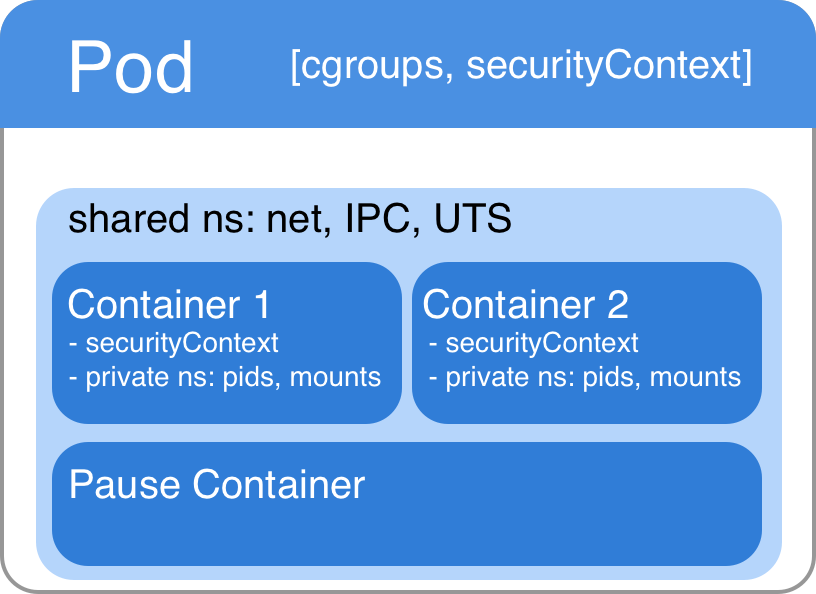 Pod
[cgroups, securityContext]
shared ns: net, IPC, UTS
Container 1
- securityContext
- private ns: pids, mounts
Container 2
- securityContext
- private ns: pids, mounts
Pause Container